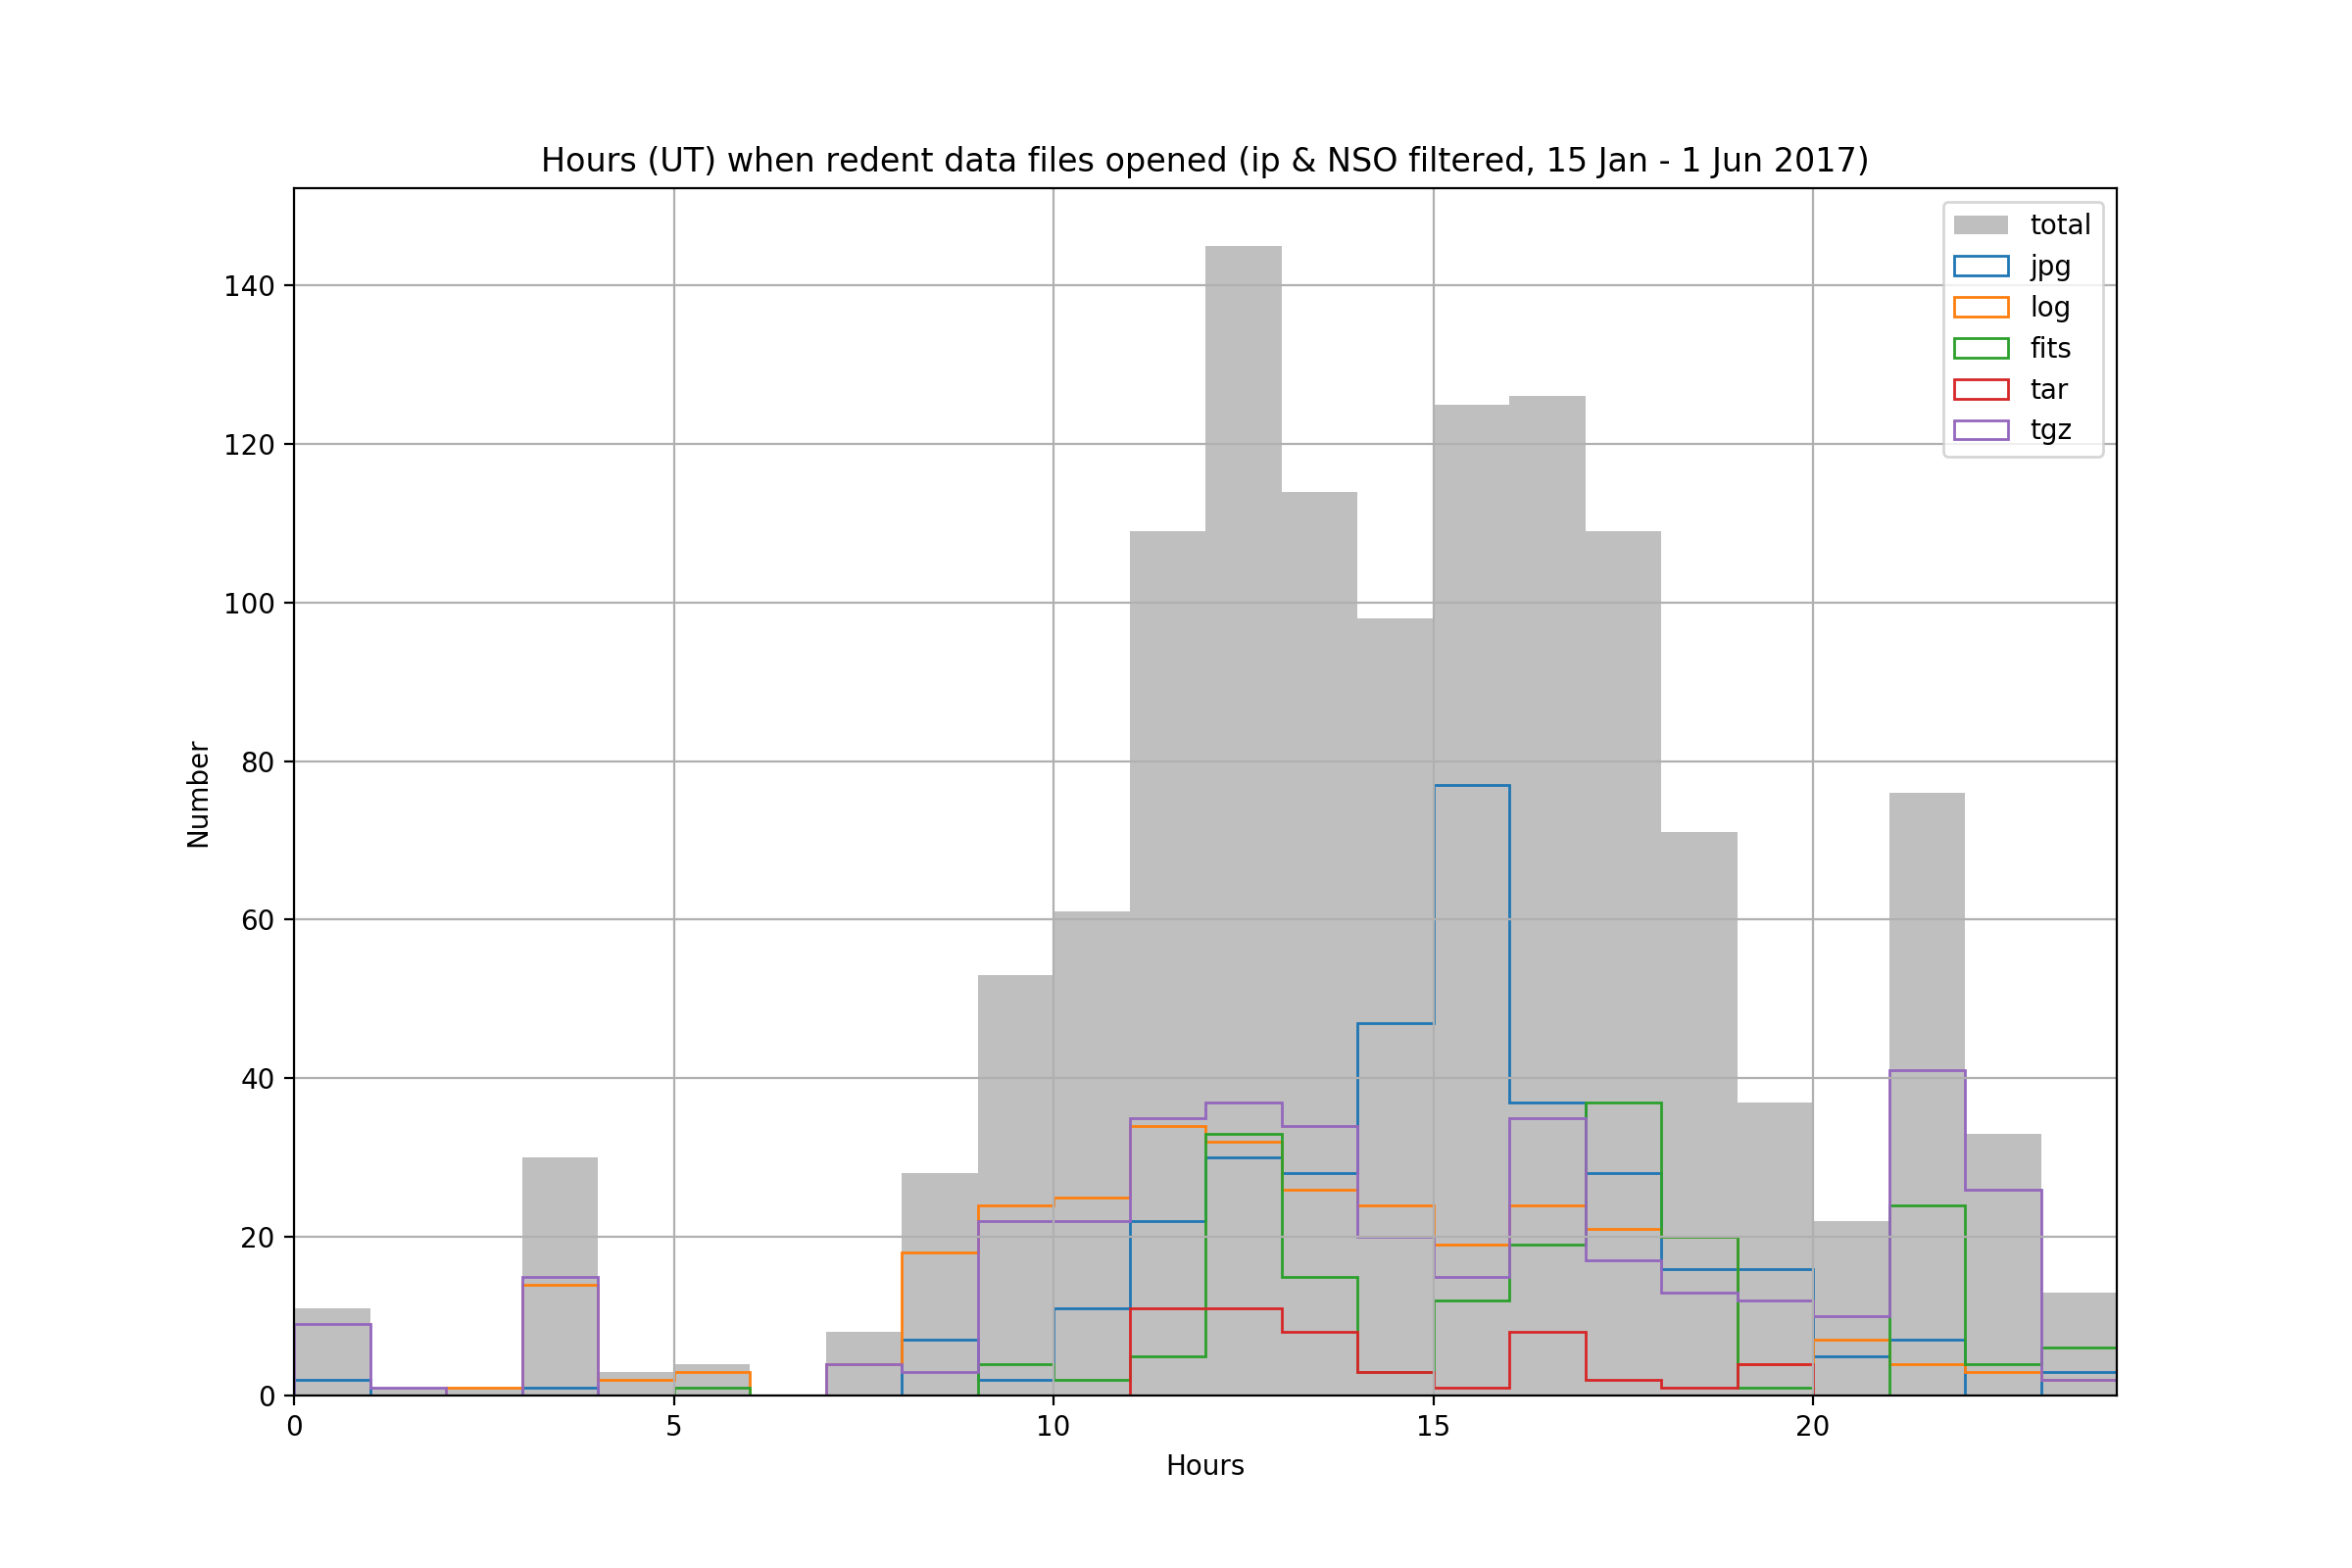 Hours (UT) when redent data files opened (ip & NSO filtered, 15 Jan - 1 Jun 2017)
total
jpg
log
fits
tar
tgz
140
120
100
80
60
40
20
0
Number
0 5 10 15 20
Hours